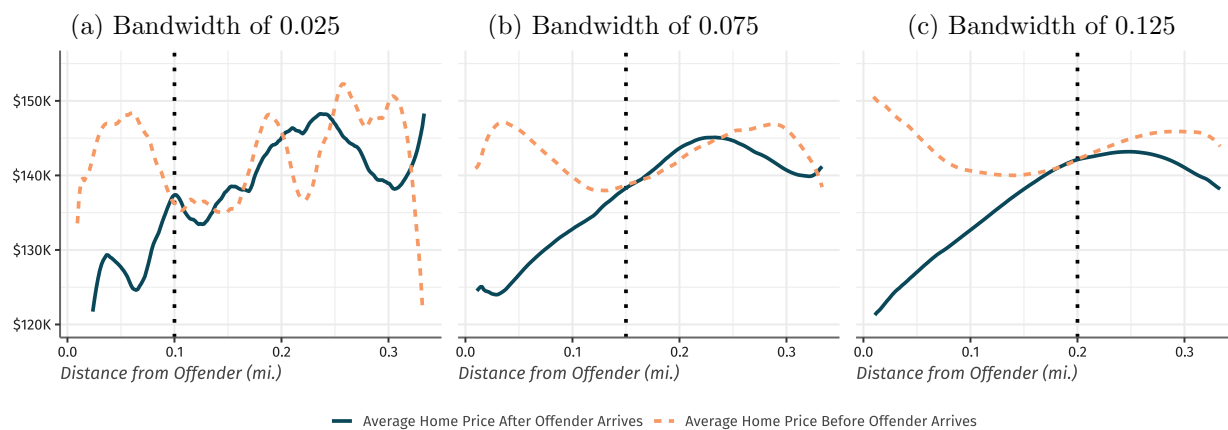 (a) Bandwidth of 0.025
(b) Bandwidth of 0.075
(c) Bandwidth of 0.125
$150K
$140K
$130K
$120K
0.0 0.1 0.2 0.3
0.0 0.1 0.2 0.3
0.0 0.1 0.2 0.3
Distance from Offender (mi.)
Distance from Offender (mi.)
Distance from Offender (mi.)
Average Home Price After Offender Arrives Average Home Price Before Offender Arrives